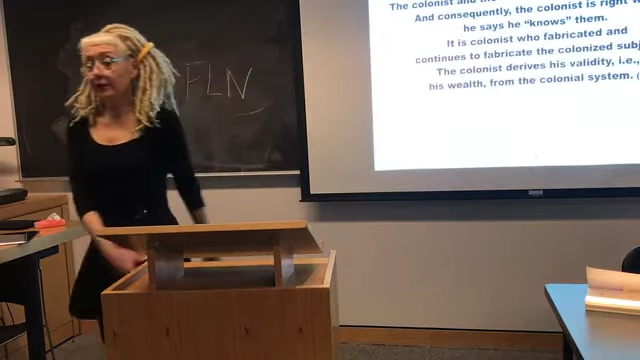 FLN
The colonist and the
And consequently, the colonist is right w
he says he "knows" them.
It is colonist who fabricated and
continues to fabricate the colonized subj
The colonist derives his validity, i.e.,
his wealth, from the colonial system. (